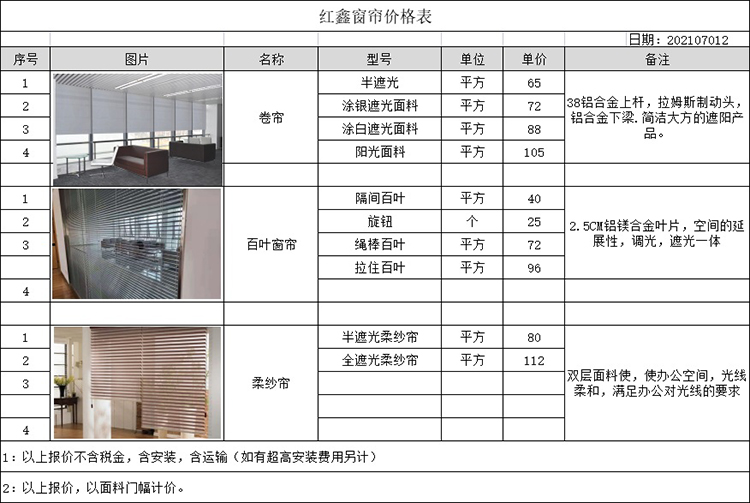 红鑫窗帘价格表
日期：202107012
序号 图片 名称 型号 单位 单价 备注
1 半遮光 平方 65
2 涂银遮光面料 平方 72
3 涂白遮光面料 平方 88
4 阳光面料 平方 105
卷帘
38铝合金上杆，拉姆斯制动头，
铝合金下梁.简洁大方的遮阳产
品。
1 隔间百叶 平方 40
2 旋钮 个 25
3 绳棒百叶 平方 72
拉住百叶 平方 96
4
百叶窗帘
2.5CM铝镁合金叶片，空间的延
展性，调光，遮光一体
1 半遮光柔纱帘 平方 80
2 全遮光柔纱帘 平方 112
3
4
柔纱帘
双层面料使，使办公空间，光线
柔和，满足办公对光线的要求
1：以上报价不含税金，含安装，含运输（如有超高安装费用另计）
2：以上报价，以面料门幅计价。